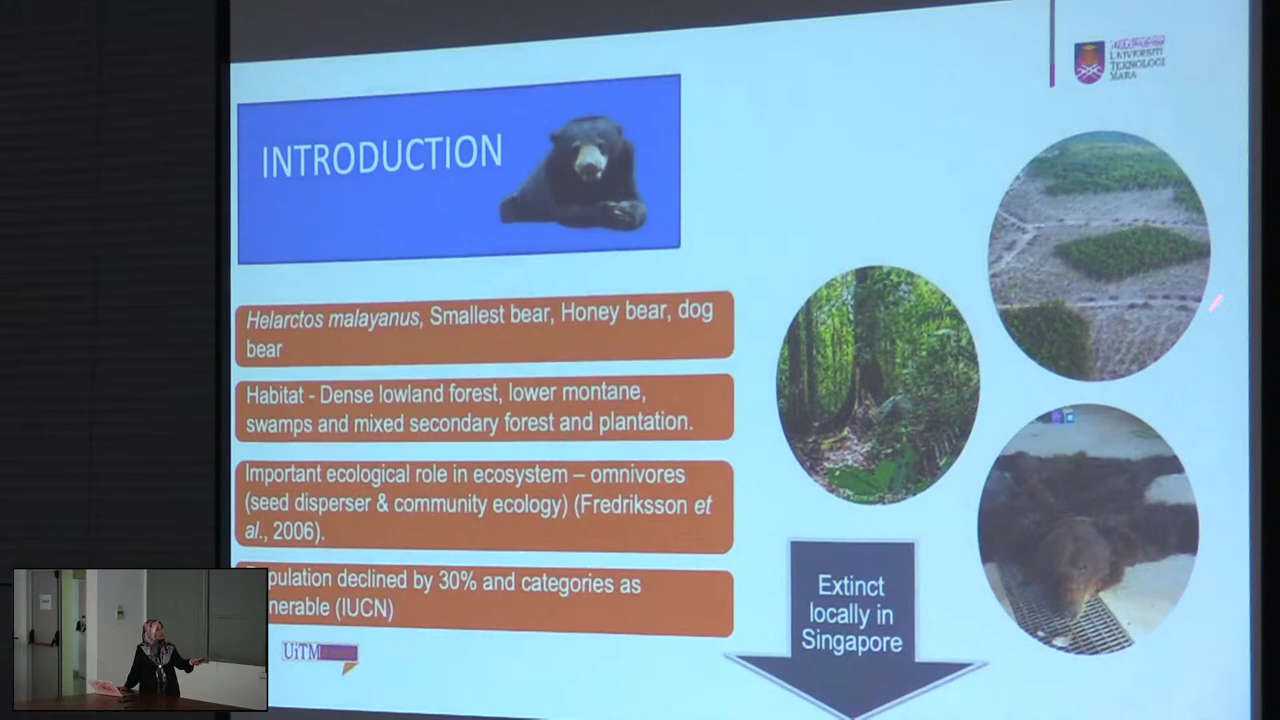 UNIVERSITI
TEKNOLOGI
MARA
INTRODUCTION
Helarctos malayanus, Smallest bear, Honey bear, dog
bear
Habitat - Dense lowland forest, lower montane,
swamps and mixed secondary forest and plantation.
Important ecological role in ecosystem – omnivores
(seed disperser & community ecology) (Fredriksson et
al., 2006).
pulation declined by 30% and categories as
nerable (IUCN)
Extinct
locally in
Singapore
UiTM